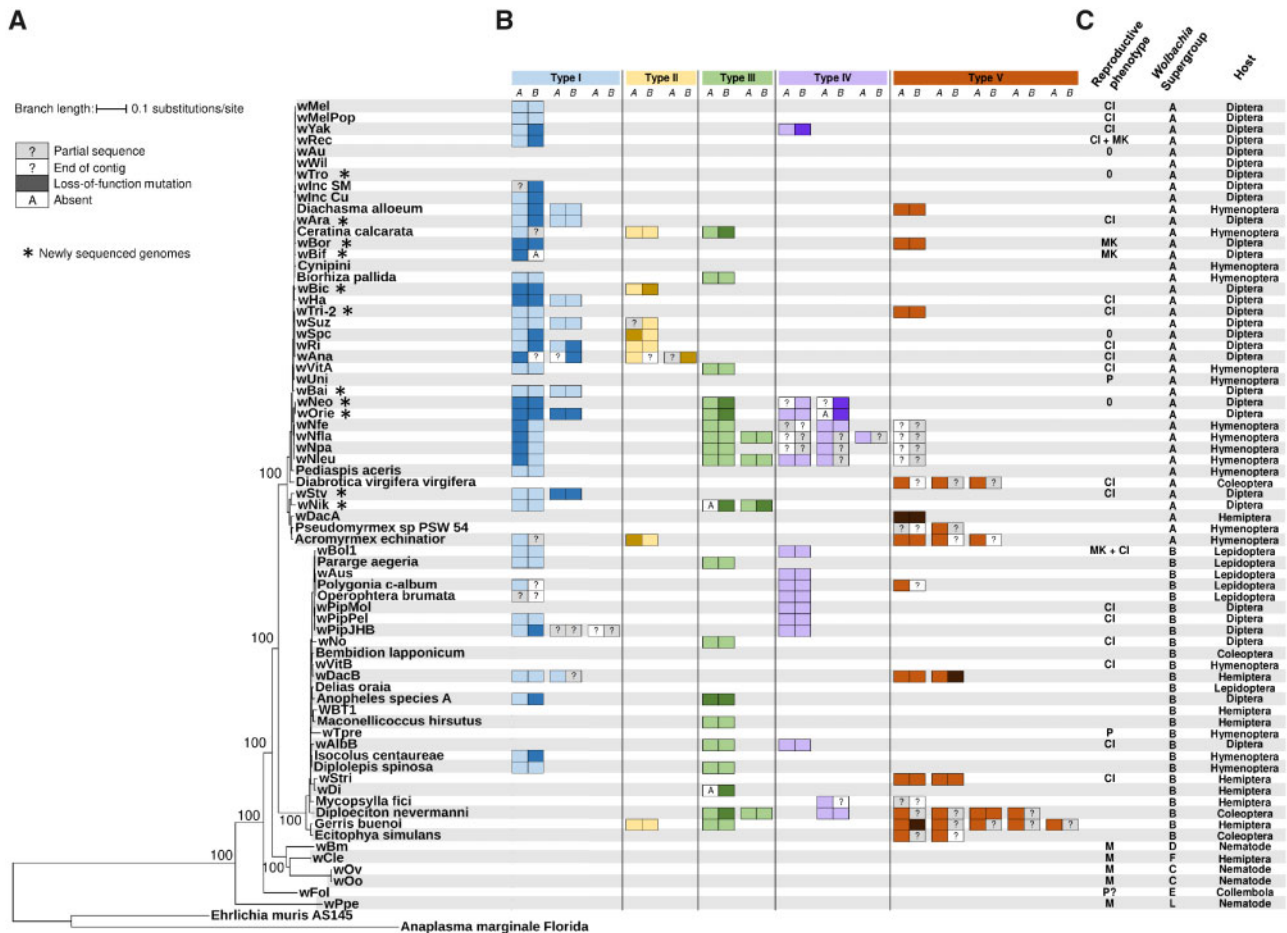 A B C
Reproductive phenotype
Wolbachia Supergroup
Host
Type I Type II Type III Type IV Type V
A B A B A B A B A B A B A B A B A B A B A B A B A B A B A B A B
Branch length: 0.1 substitutions/site
? Partial sequence
? End of contig
Loss-of-function mutation
A Absent
* Newly sequenced genomes
wMel CI A Diptera
wMelPop CI A Diptera
wYak CI A Diptera
wRec CI + MK A Diptera
wAu 0 A Diptera
wWil A Diptera
wTro * 0 A Diptera
wInc SM ? A Diptera
wInc Cu A Diptera
Diachasma alloeum A Hymenoptera
wAra * CI A Diptera
Ceratina calcarata ? A Hymenoptera
wBor * MK A Diptera
wBif * A MK A Diptera
Cynipini A Hymenoptera
Biorhiza pallida A Hymenoptera
wBic * A Diptera
wHa CI A Diptera
wTri-2 * CI A Diptera
wSuz ? A Diptera
wSpc 0 A Diptera
wRi CI A Diptera
wAna ? ? ? ? CI A Diptera
wVitA CI A Hymenoptera
wUni P A Hymenoptera
wBai * A Diptera
wNeo * ? ? 0 A Diptera
wOrie * A A Diptera
wNfe ? ? ? ? A Hymenoptera
wNfla ? ? ? ? ? ? A Hymenoptera
wNpa ? ? ? ? ? A Hymenoptera
wNleu ? ? ? A Hymenoptera
100
Pediaspis aceris A Hymenoptera
Diabrotica virgifera virgifera ? ? ? CI A Coleoptera
wStv * CI A Diptera
wNik * A A Diptera
wDacA A Hemiptera
Pseudomyrmex sp PSW 54 ? ? ? A Hymenoptera
Acromyrmex echinatior ? ? ? A Hymenoptera
wBol1 MK + CI B Lepidoptera
Pararge aegeria B Lepidoptera
wAus B Lepidoptera
Polygonia c-album ? ? B Lepidoptera
Operophtera brumata ? ? B Lepidoptera
wPipMol CI B Diptera
wPipPel CI B Diptera
wPipJHB ? ? ? ? B Diptera
100
wNo CI B Diptera
Bembidion lapponicum B Coleoptera
wVitB CI B Hymenoptera
wDacB ? B Hemiptera
Delias oraia B Lepidoptera
Anopheles species A B Diptera
WBT1 B Hemiptera
Maconellicoccus hirsutus B Hemiptera
wTpre P B Hymenoptera
100
wAlbB CI B Diptera
Isocolus centaureae B Hymenoptera
Diplolepis spinosa B Hymenoptera
wStri CI B Hemiptera
wDi A B Hemiptera
Mycopsylla fici ? ? ? B Hemiptera
Diploeciton nevermanni ? ? ? B Coleoptera
100 100
Gerris buenoi ? ? ? ? B Hemiptera
Ecitophya simulans ? ? B Coleoptera
wBm M D Nematode
100
wCle M F Hemiptera
100
wOv M C Nematode
wOo M C Nematode
wFol P? E Collembola
wPpe M L Nematode
Ehrlichia muris AS145
Anaplasma marginale Florida